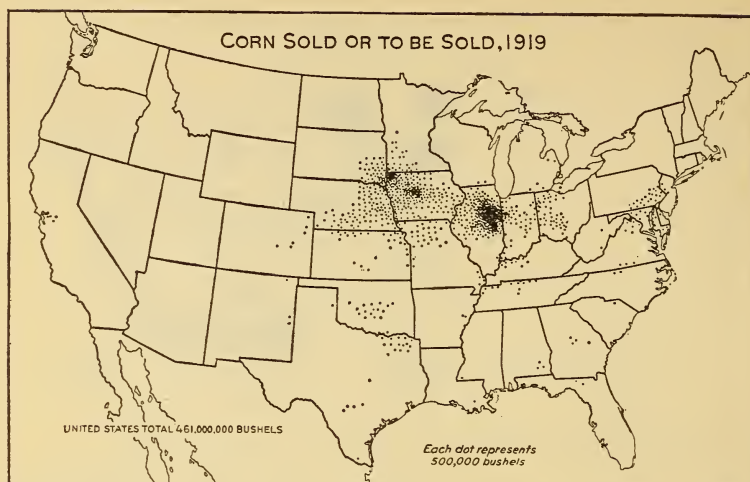 CORN SOLD OR TO BE SOLD, 1919
UNITED STATES TOTAL 461,000,000 BUSHELS
Each dot represents
500,000 bushels